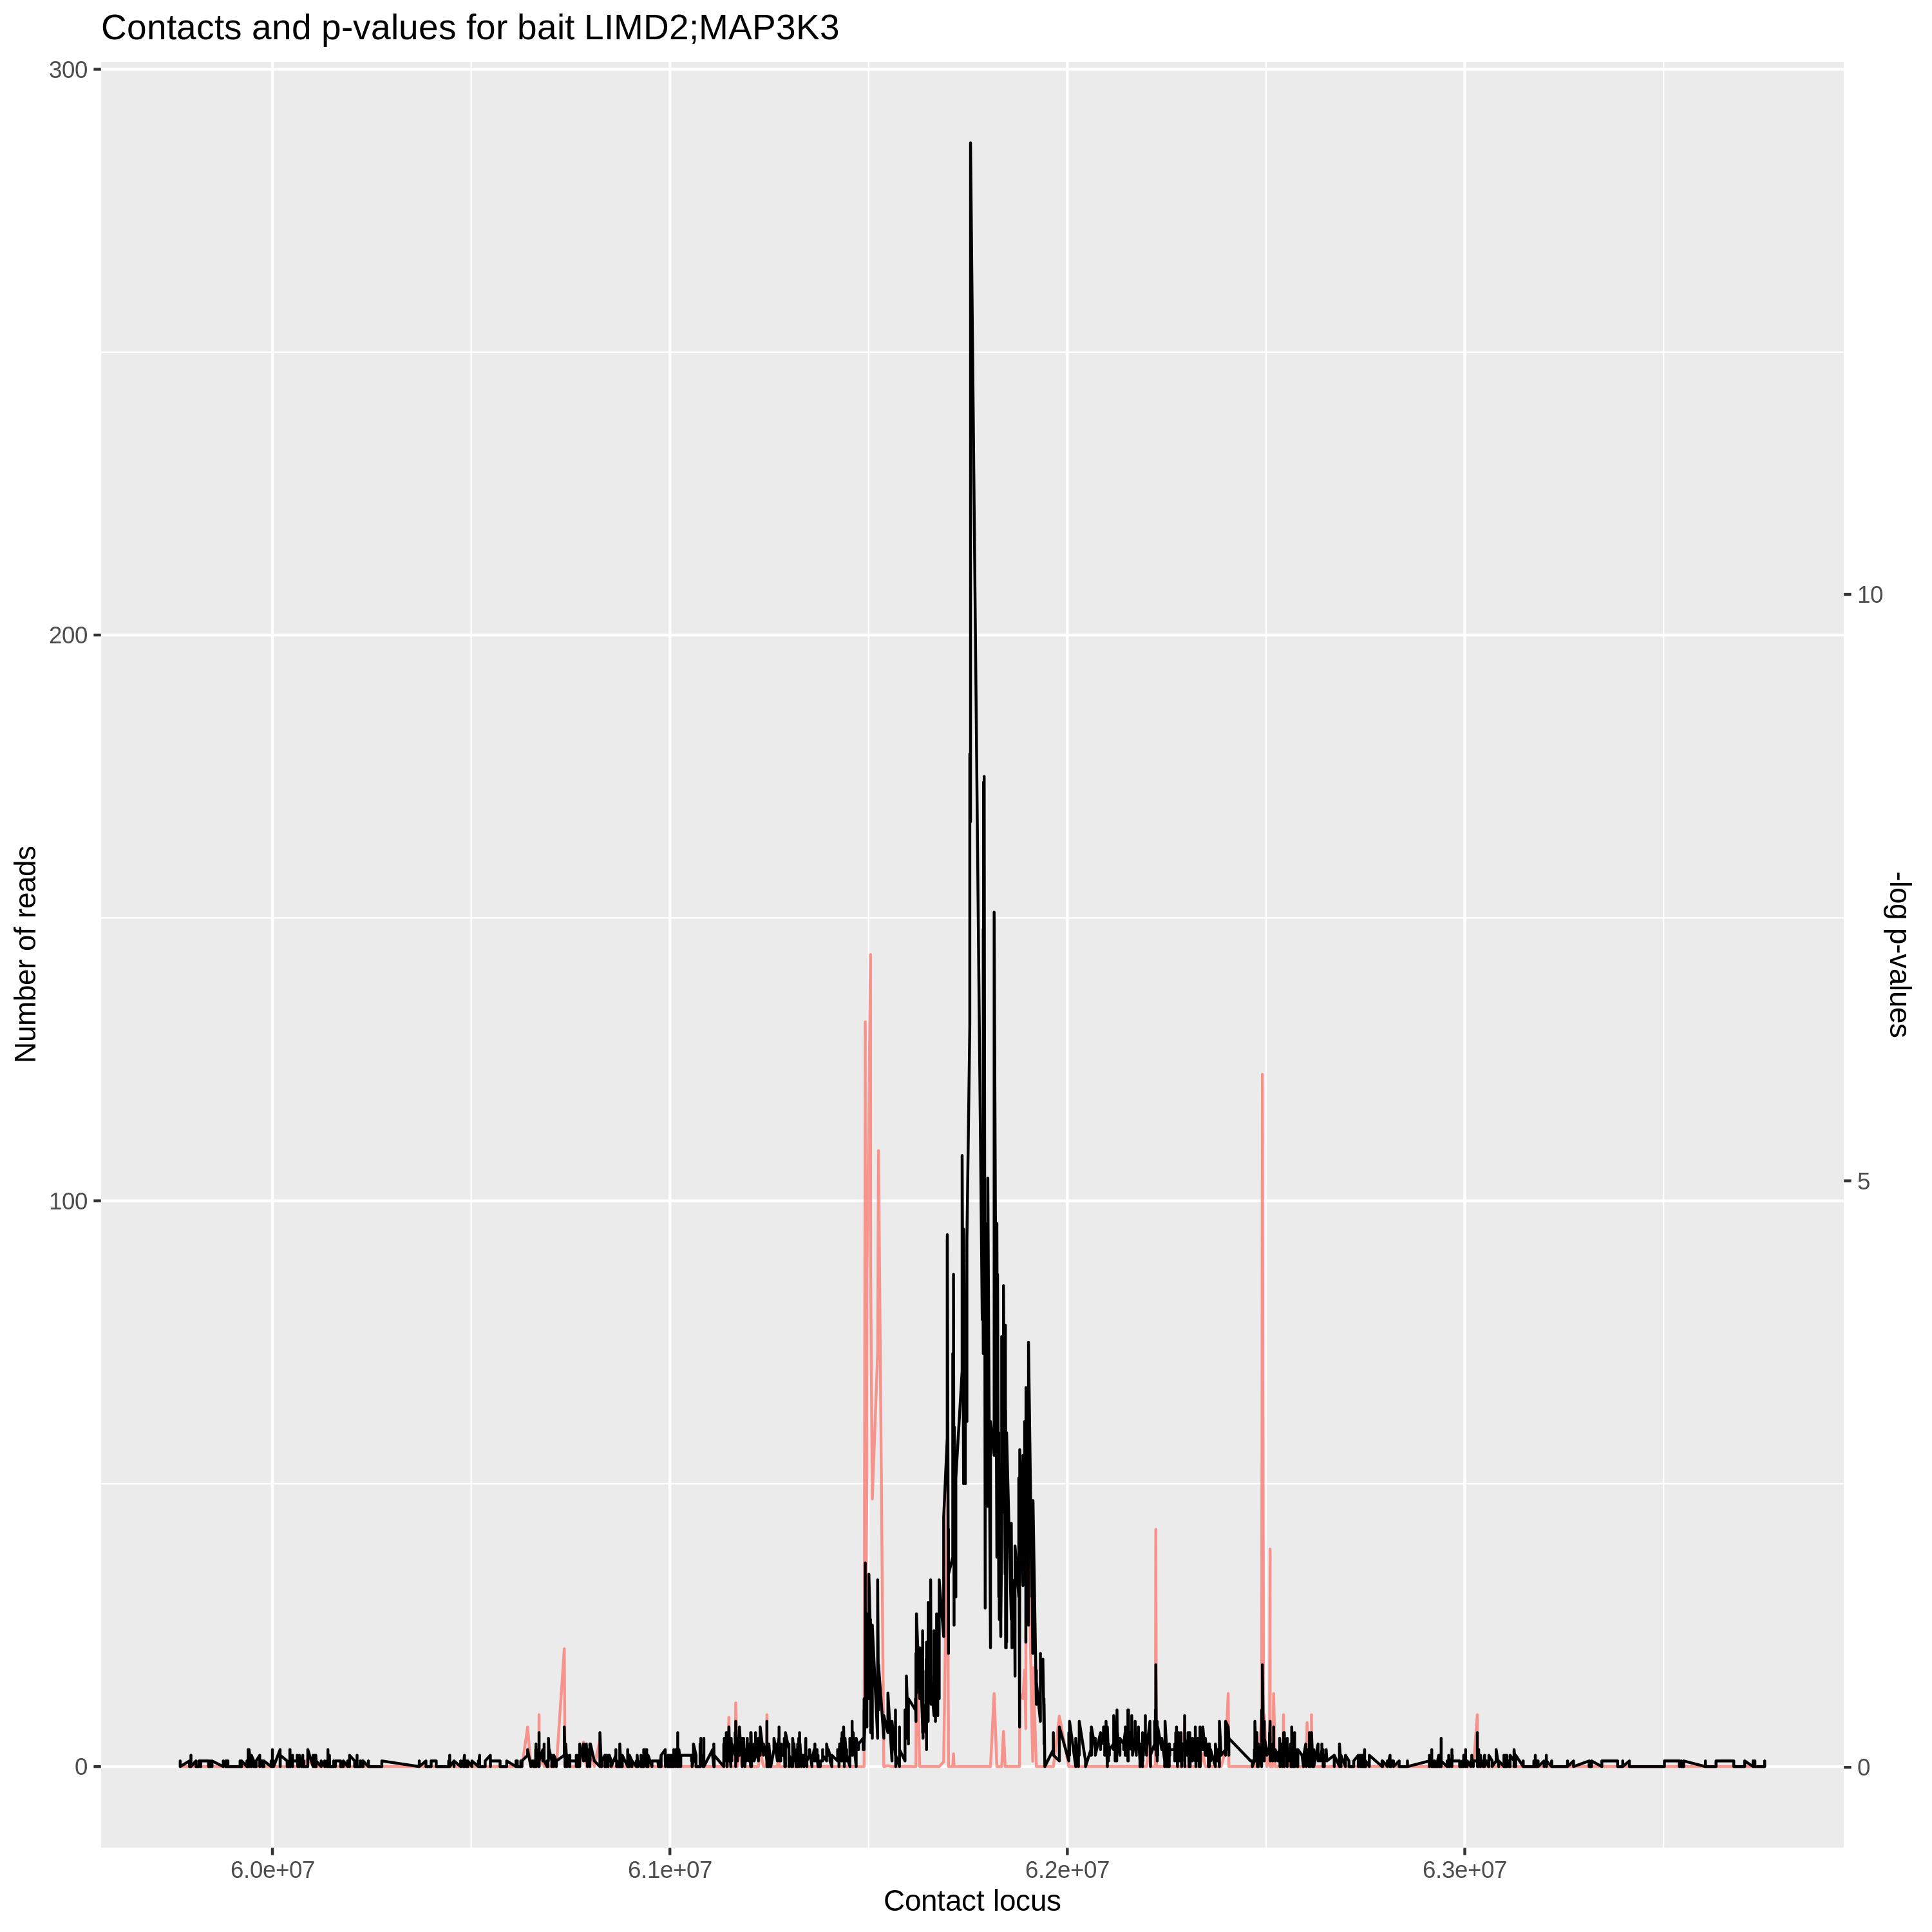 Contacts and p-values for bait LIMD2;MAP3K3
300
200
100
0
Number of reads
10
5
0
-log p-values
6.0e+07
6.1e+07
6.2e+07
6.3e+07
Contact locus